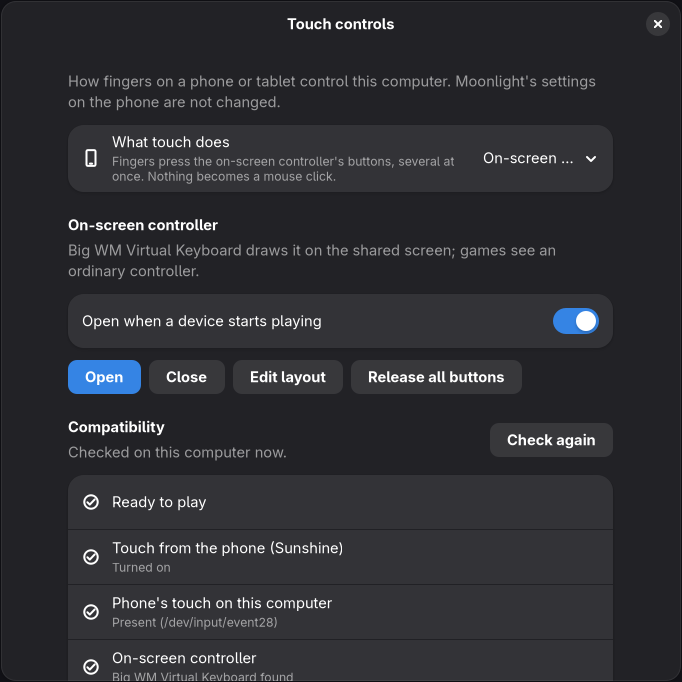 Touch controls
How fingers on a phone or tablet control this computer. Moonlight's settings
on the phone are not changed.
What touch does
Fingers press the on-screen controller's buttons, several at
once. Nothing becomes a mouse click.
On-screen ...
On-screen controller
Big WM Virtual Keyboard draws it on the shared screen; games see an
ordinary controller.
Open when a device starts playing
Open
Close
Edit layout
Release all buttons
Compatibility
Checked on this computer now.
Check again
Ready to play
Touch from the phone (Sunshine)
Turned on
Phone's touch on this computer
Present (/dev/input/event28)
On-screen controller
Big WM Virtual Keyboard found